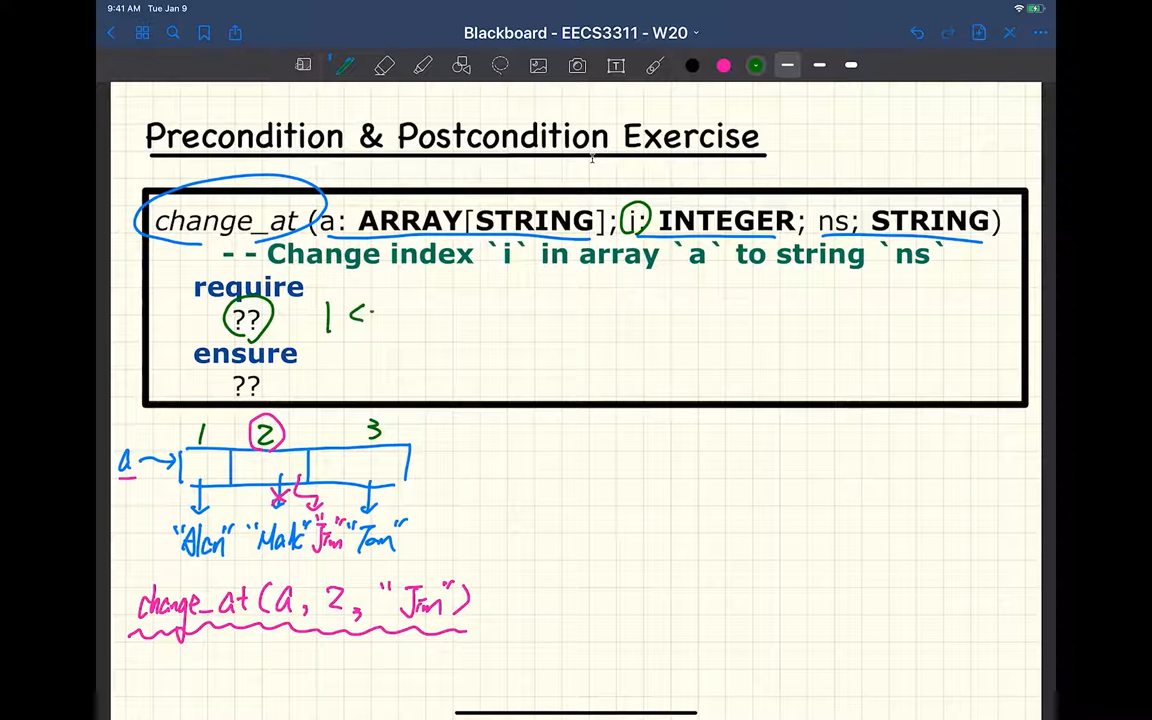 9:41 AM Tue Jan 9
Blackboard - EECS3311 - W20
Precondition & Postcondition Exercise
change_at (a: ARRAY[STRING]; i: INTEGER; ns; STRING)
-- Change index `i` in array `a` to string `ns`
require
?? 1 <
ensure
??
1 2 3
a
"Alan" "Mark" "Jim" "Tom"
change_at(a, 2, "Jim")